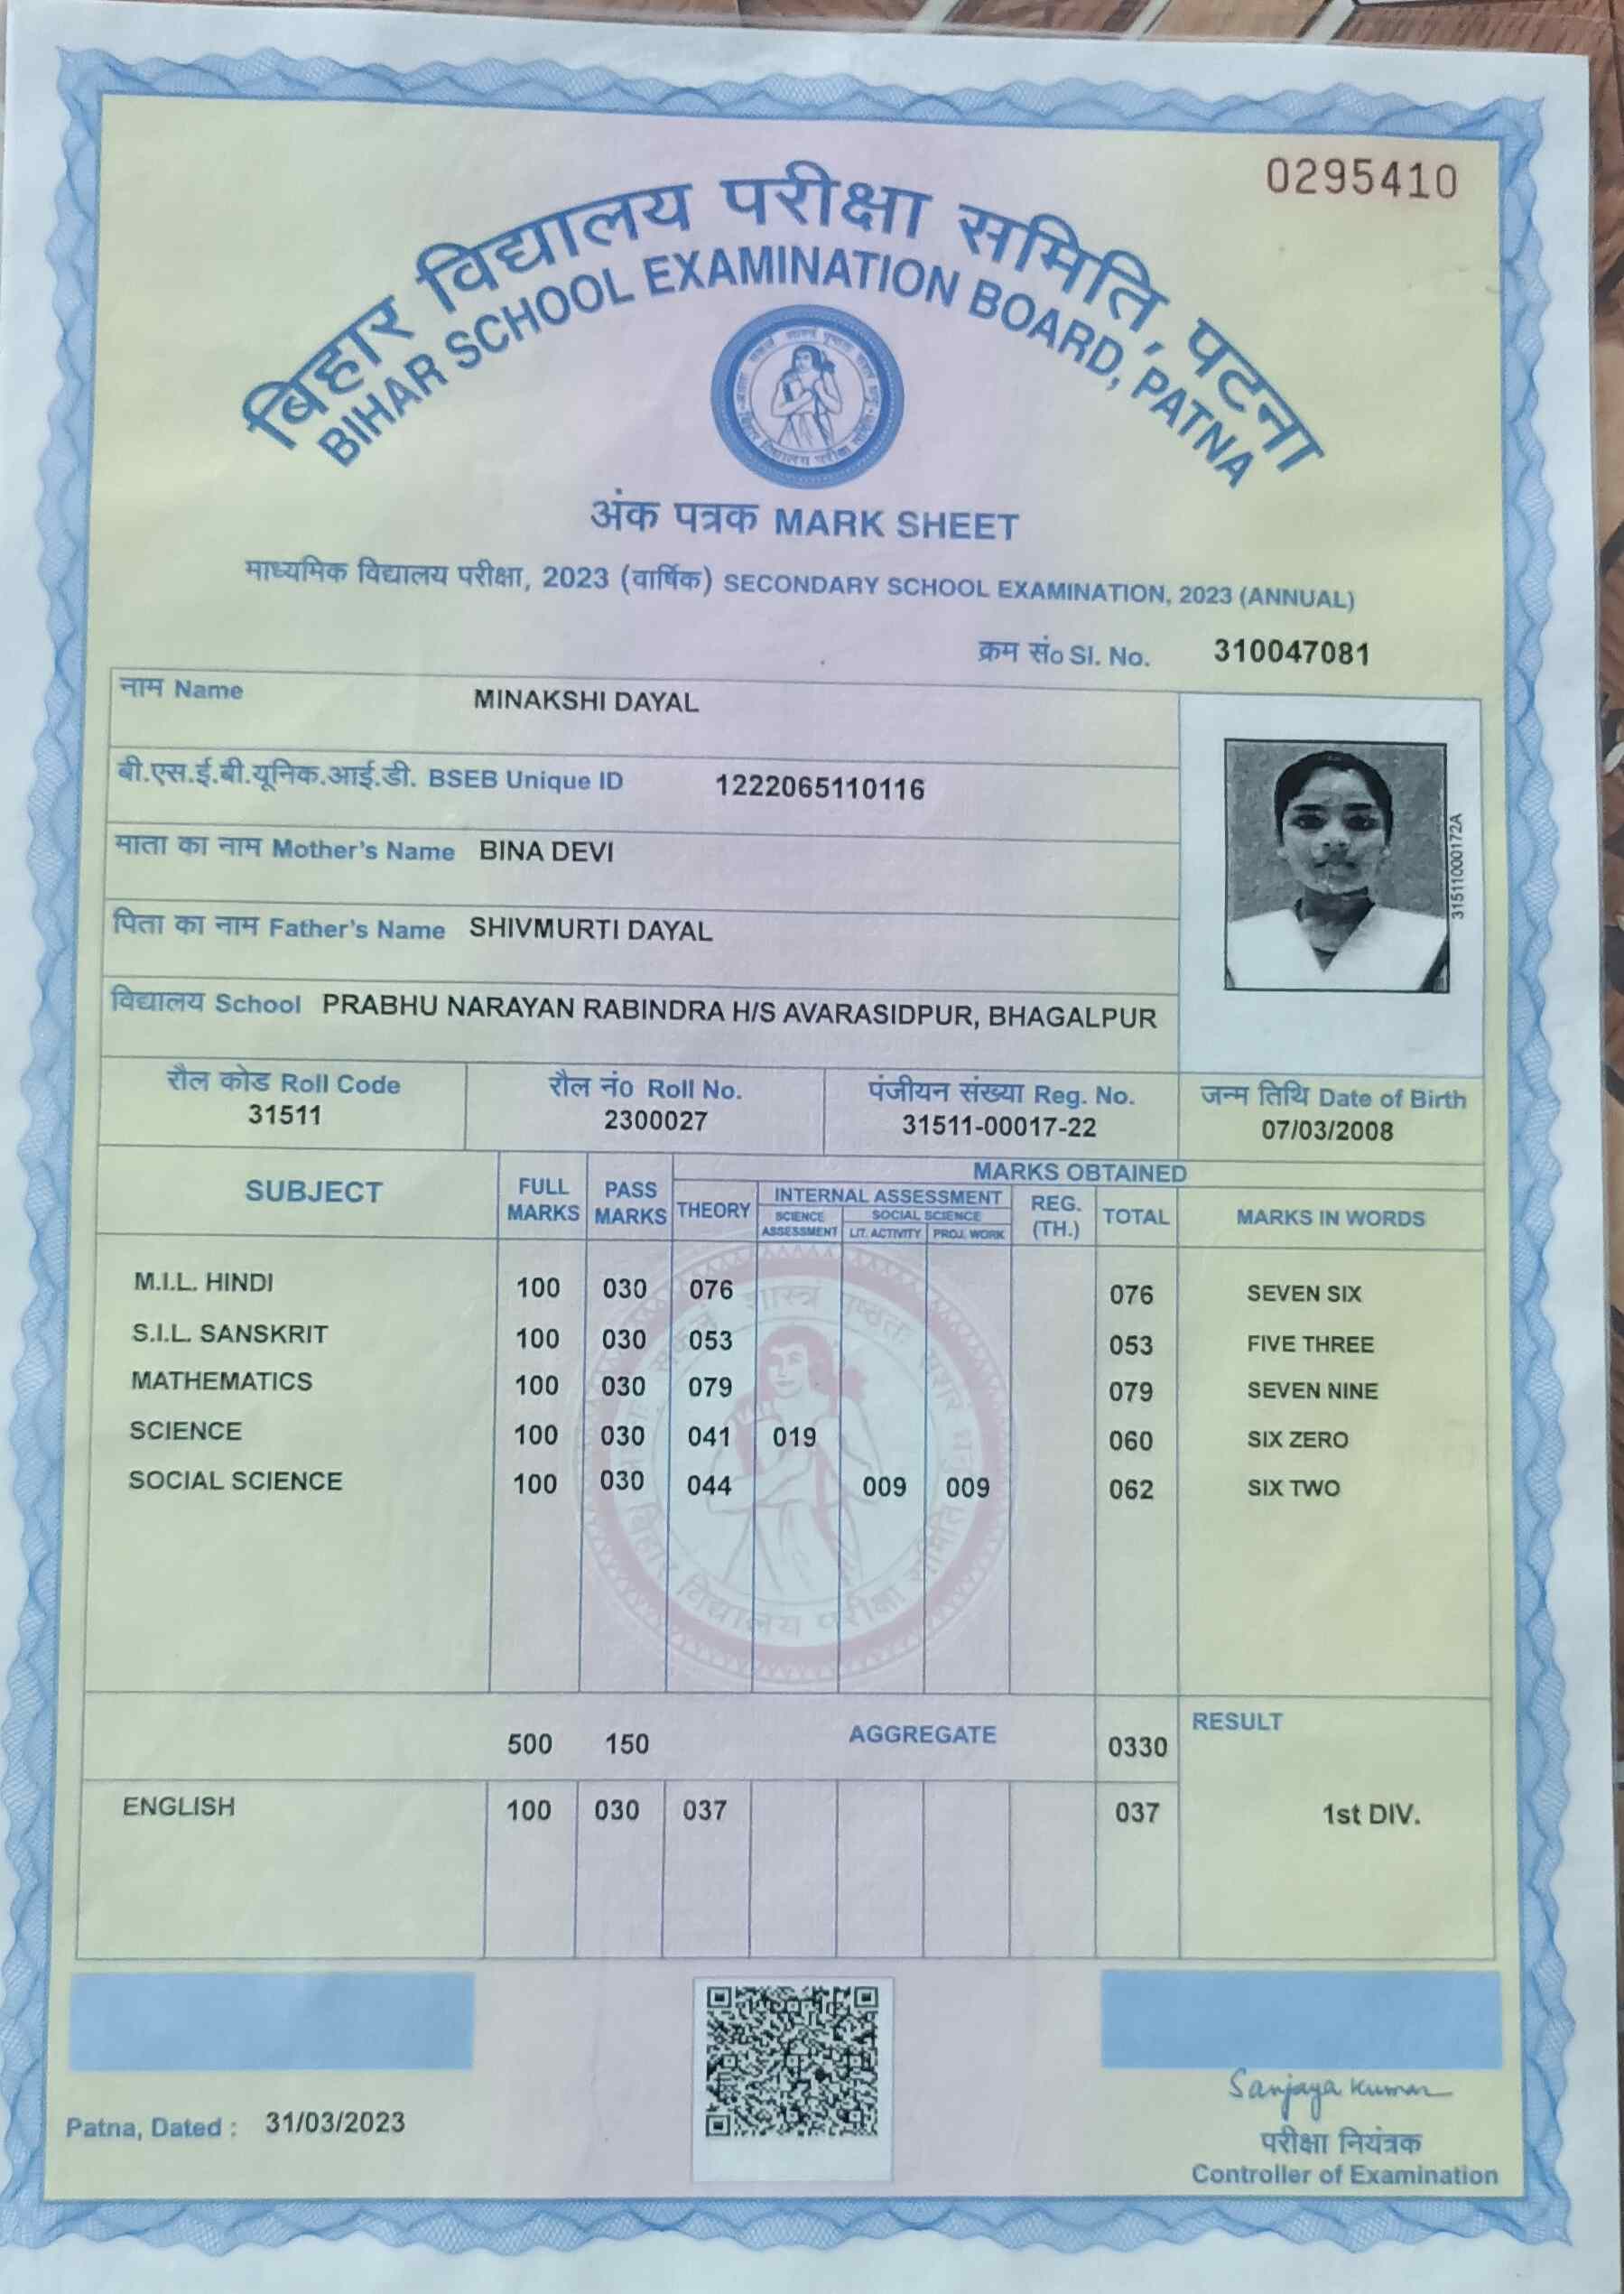 0295410
बिहार विद्यालय परीक्षा समिति, पटना
BIHAR SCHOOL EXAMINATION BOARD, PATNA
अंक पत्रक MARK SHEET
माध्यमिक विद्यालय परीक्षा, 2023 (वार्षिक) SECONDARY SCHOOL EXAMINATION, 2023 (ANNUAL)
क्रम सं० Sl. No. 310047081
नाम Name MINAKSHI DAYAL
बी.एस.ई.बी.यूनिक.आई.डी. BSEB Unique ID 1222065110116
माता का नाम Mother's Name BINA DEVI
पिता का नाम Father's Name SHIVMURTI DAYAL
विद्यालय School PRABHU NARAYAN RABINDRA H/S AVARASIDPUR, BHAGALPUR
315110000172A
रौल कोड Roll Code रौल नं० Roll No. पंजीयन संख्या Reg. No. जन्म तिथि Date of Birth
31511 2300027 31511-00017-22 07/03/2008
SUBJECT FULL MARKS PASS MARKS MARKS OBTAINED
THEORY INTERNAL ASSESSMENT REG. (TH.) TOTAL MARKS IN WORDS
SCIENCE ASSESSMENT SOCIAL SCIENCE
LIT. ACTIVITY PROJ. WORK
M.I.L. HINDI 100 030 076 076 SEVEN SIX
S.I.L. SANSKRIT 100 030 053 053 FIVE THREE
MATHEMATICS 100 030 079 079 SEVEN NINE
SCIENCE 100 030 041 019 060 SIX ZERO
SOCIAL SCIENCE 100 030 044 009 009 062 SIX TWO
बिहार विद्यालय परीक्षा समिति
500 150 AGGREGATE 0330 RESULT
ENGLISH 100 030 037 037 1st DIV.
Patna, Dated : 31/03/2023
Sanjaya Kumar
परीक्षा नियंत्रक
Controller of Examination